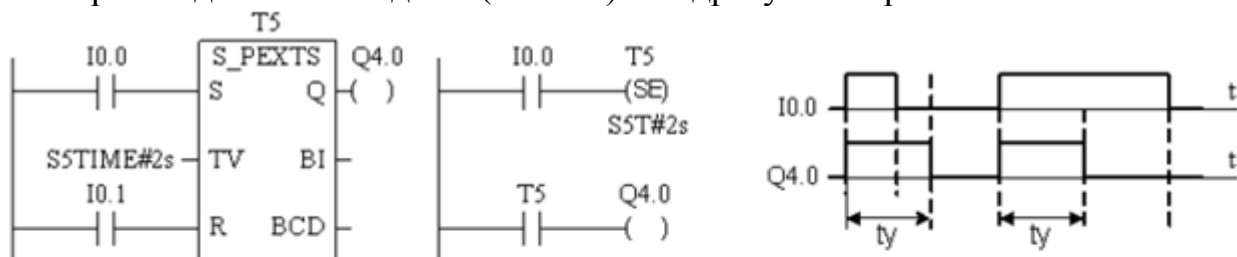 T5
I0.0 S_PEXTS Q4.0
S Q ( )
S5TIME#2s TV BI
I0.1
R BCD
I0.0 T5
(SE)
S5T#2s
T5 Q4.0
( )
I0.0 t
Q4.0 t
ty ty